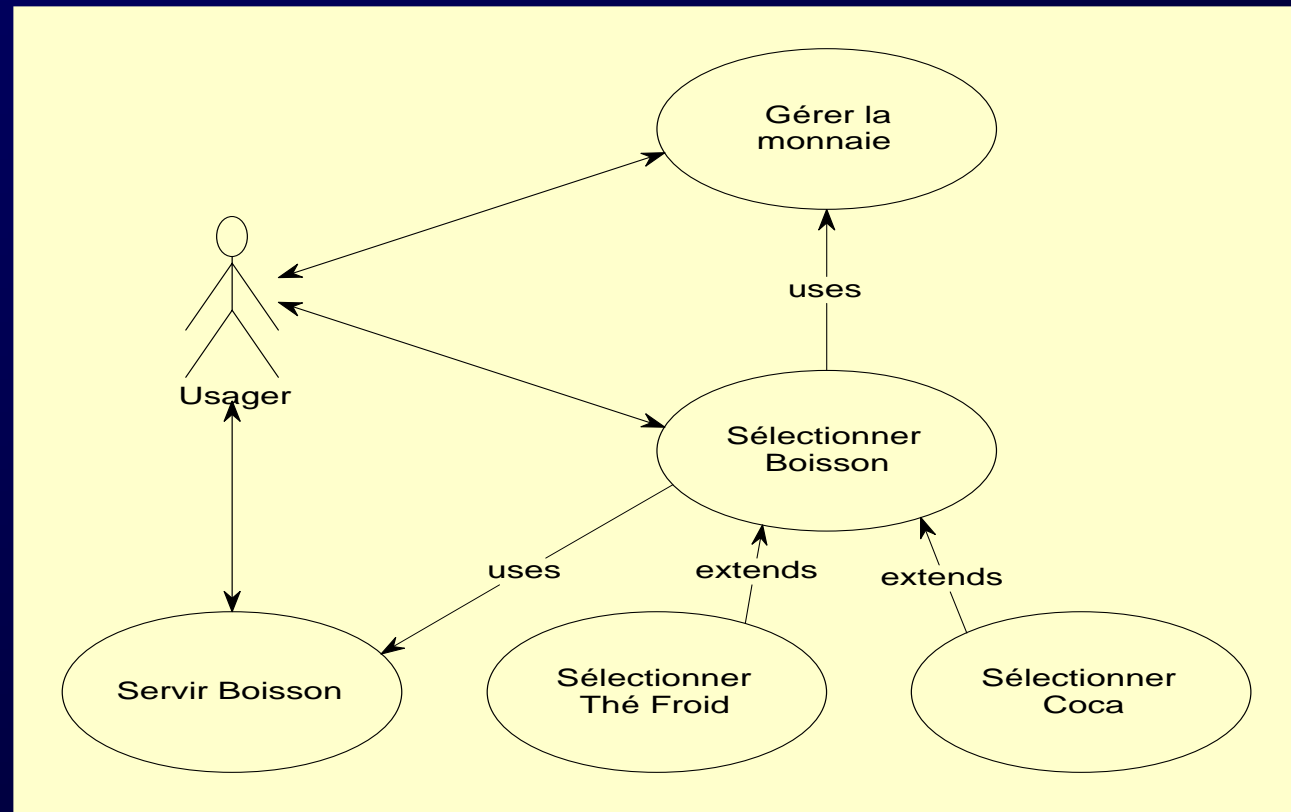 Gérer la
monnaie
uses
Usager
Sélectionner
Boisson
uses
extends
extends
Servir Boisson
Sélectionner
Thé Froid
Sélectionner
Coca